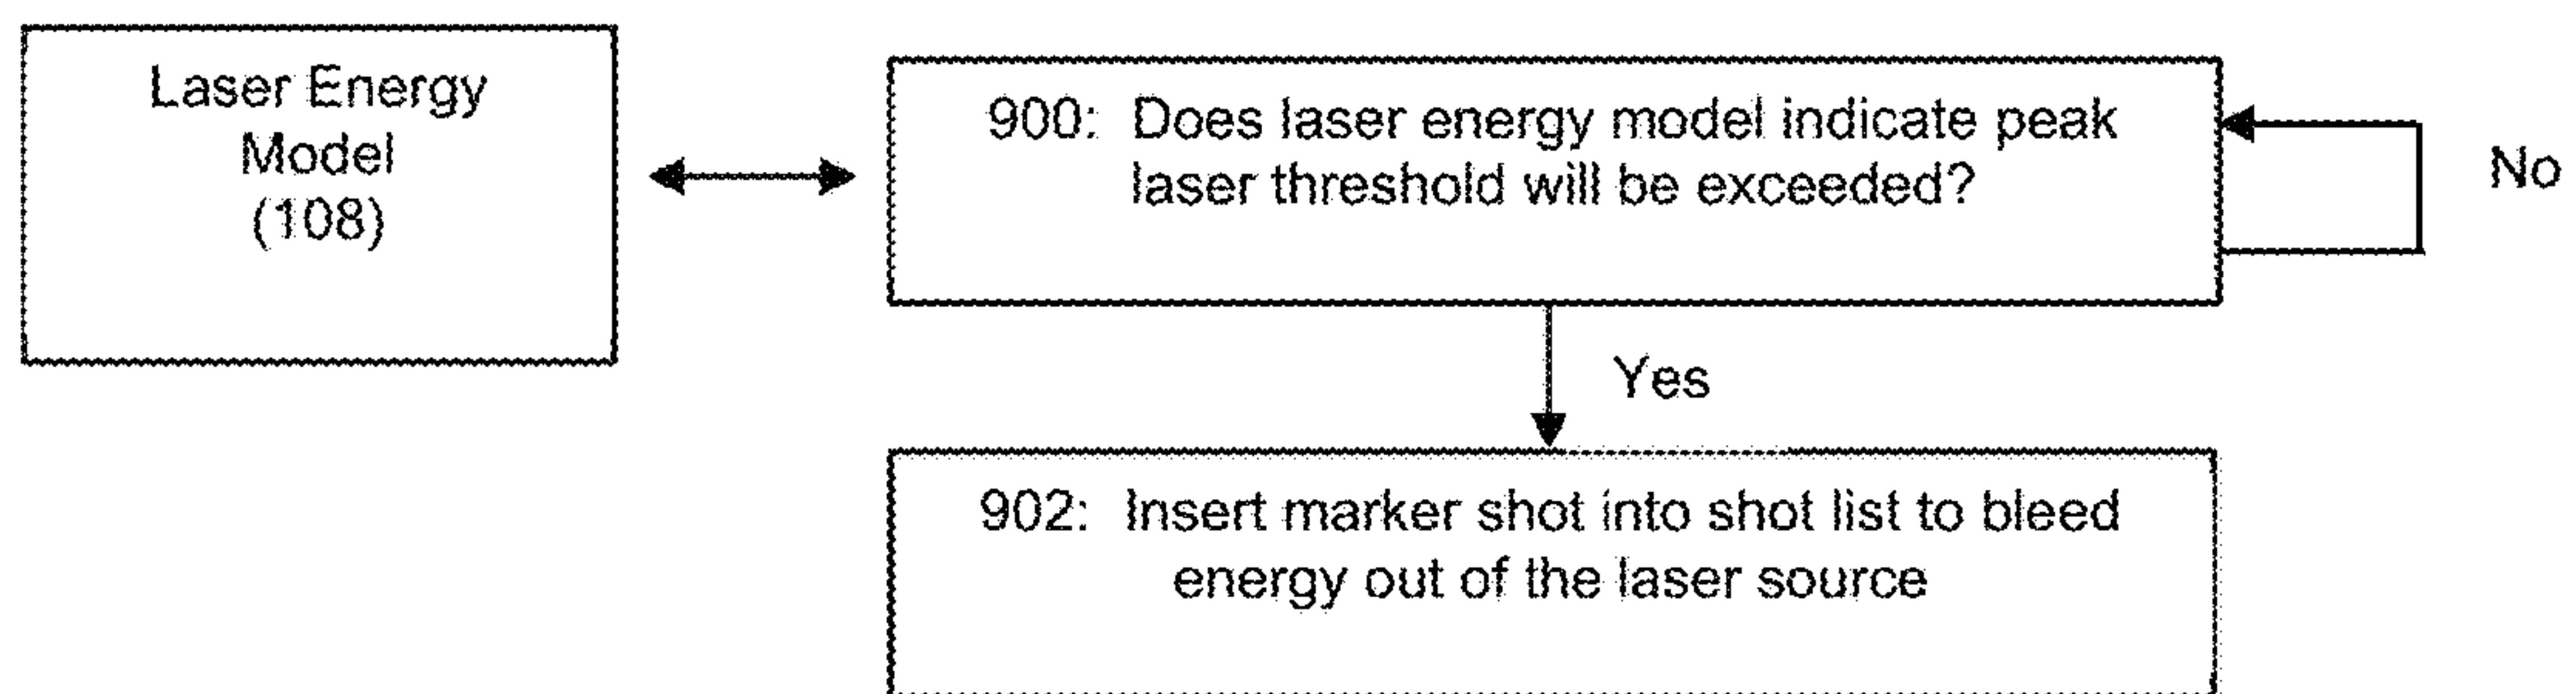 Laser Energy
Model
(108)
900: Does laser energy model indicate peak
laser threshold will be exceeded?
No
Yes
902: Insert marker shot into shot list to bleed
energy out of the laser source